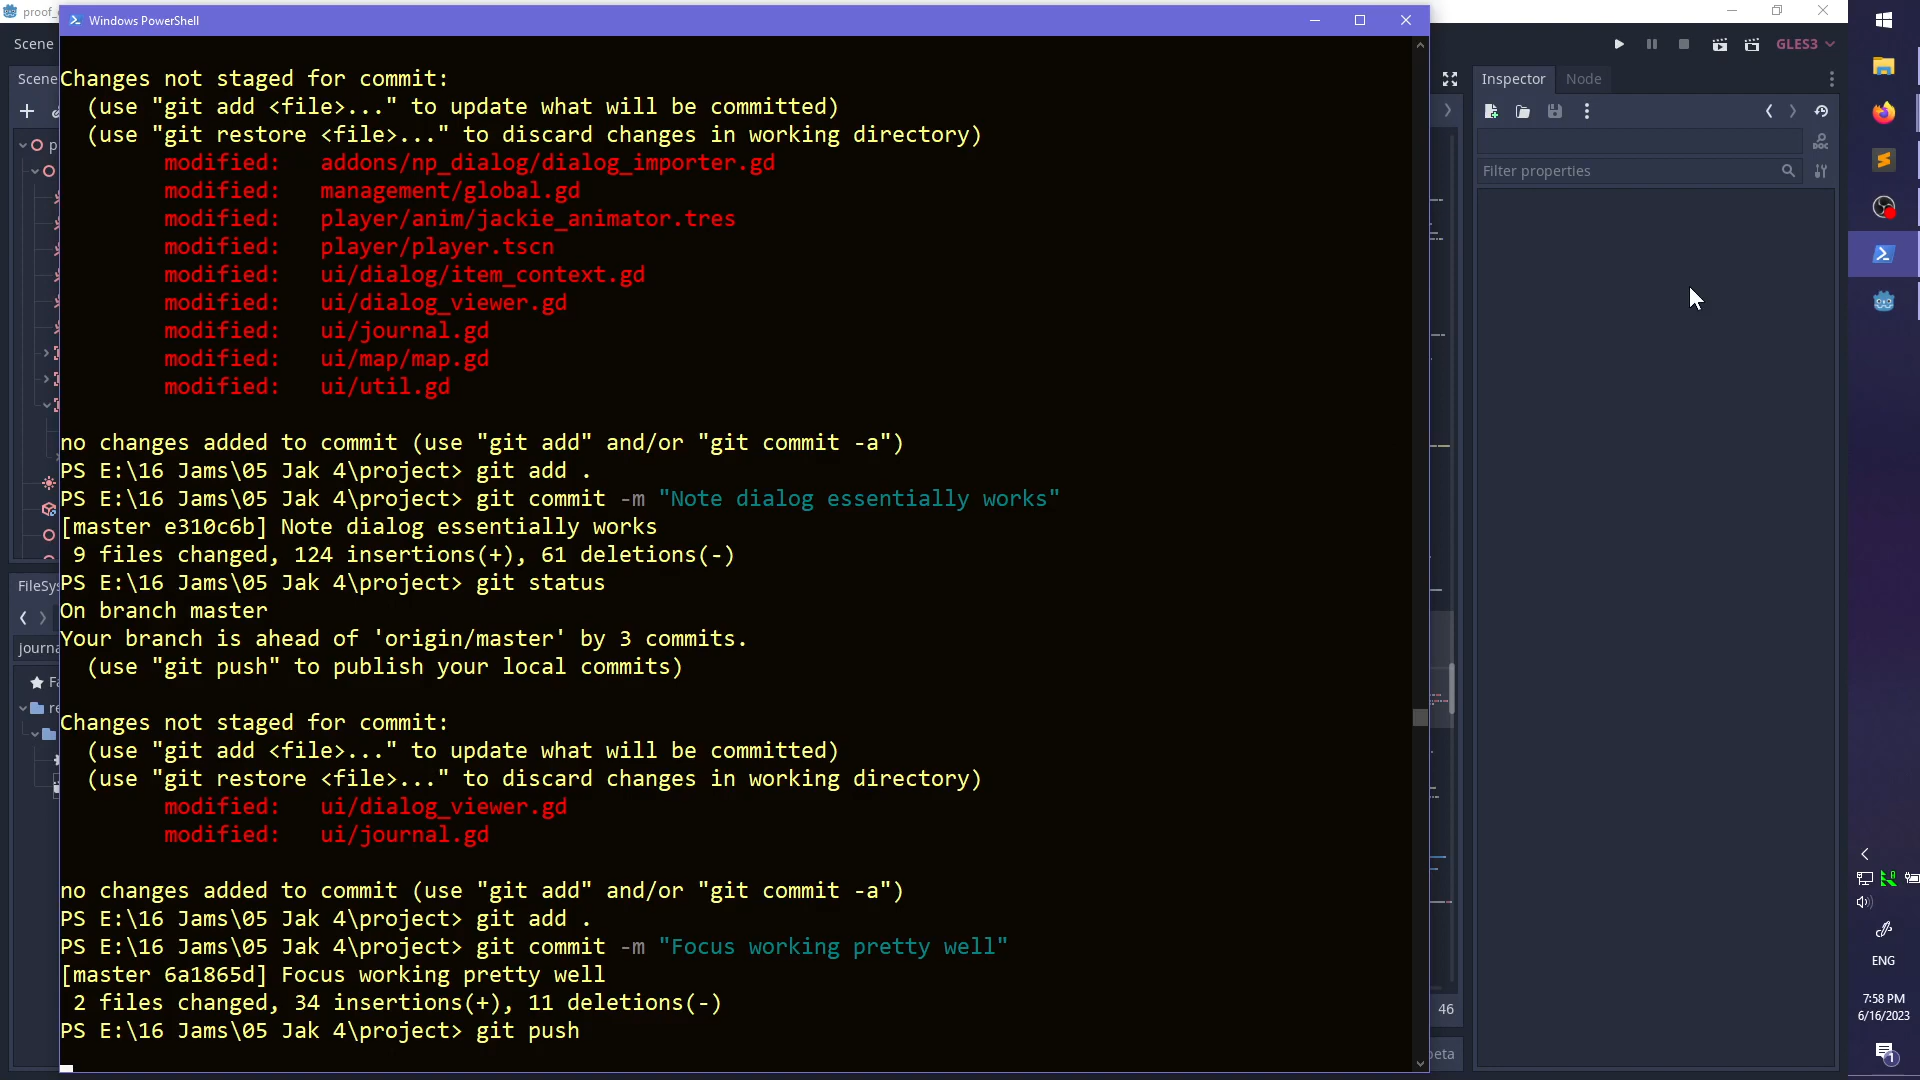 proof_
Windows PowerShell
Scene
GLES3
Scene
Inspector
Node
Changes not staged for commit:
(use "git add <file>..." to update what will be committed)
(use "git restore <file>..." to discard changes in working directory)
Filter properties
modified: addons/np_dialog/dialog_importer.gd
modified: management/global.gd
modified: player/anim/jackie_animator.tres
modified: player/player.tscn
modified: ui/dialog/item_context.gd
modified: ui/dialog_viewer.gd
modified: ui/journal.gd
modified: ui/map/map.gd
modified: ui/util.gd
no changes added to commit (use "git add" and/or "git commit -a")
PS E:\16 Jams\05 Jak 4\project> git add .
PS E:\16 Jams\05 Jak 4\project> git commit -m "Note dialog essentially works"
[master e310c6b] Note dialog essentially works
9 files changed, 124 insertions(+), 61 deletions(-)
PS E:\16 Jams\05 Jak 4\project> git status
On branch master
Your branch is ahead of 'origin/master' by 3 commits.
(use "git push" to publish your local commits)
Changes not staged for commit:
(use "git add <file>..." to update what will be committed)
(use "git restore <file>..." to discard changes in working directory)
modified: ui/dialog_viewer.gd
modified: ui/journal.gd
no changes added to commit (use "git add" and/or "git commit -a")
PS E:\16 Jams\05 Jak 4\project> git add .
PS E:\16 Jams\05 Jak 4\project> git commit -m "Focus working pretty well"
[master 6a1865d] Focus working pretty well
2 files changed, 34 insertions(+), 11 deletions(-)
PS E:\16 Jams\05 Jak 4\project> git push
FileSys
journa
Fa
re
46
beta
DOC
ENG
7:58 PM
6/16/2023
1